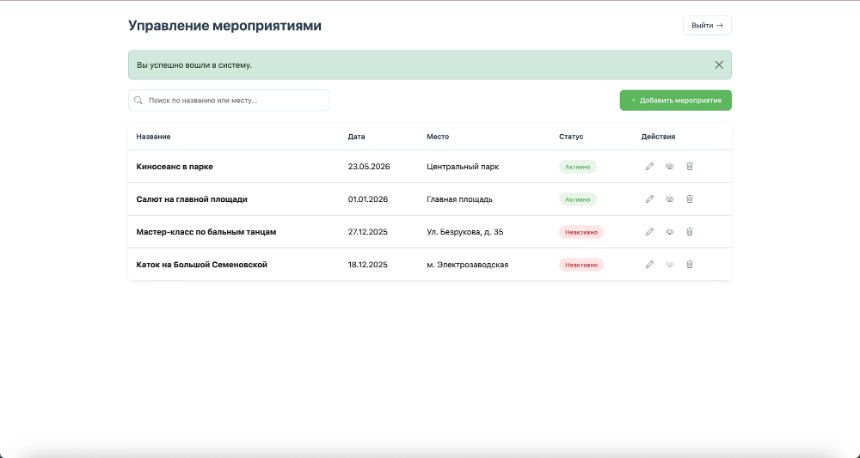 Управление мероприятиями
Выйти →
Вы успешно вошли в систему.
Поиск по названию или месту...
+ Добавить мероприятие
Название Дата Место Статус Действия
Киносеанс в парке 23.05.2026 Центральный парк Активно
Салют на главной площади 01.01.2026 Главная площадь Активно
Мастер-класс по бальным танцам 27.12.2025 Ул. Безрукова, д. 35 Неактивно
Каток на Большой Семеновской 18.12.2025 м. Электрозаводская Неактивно